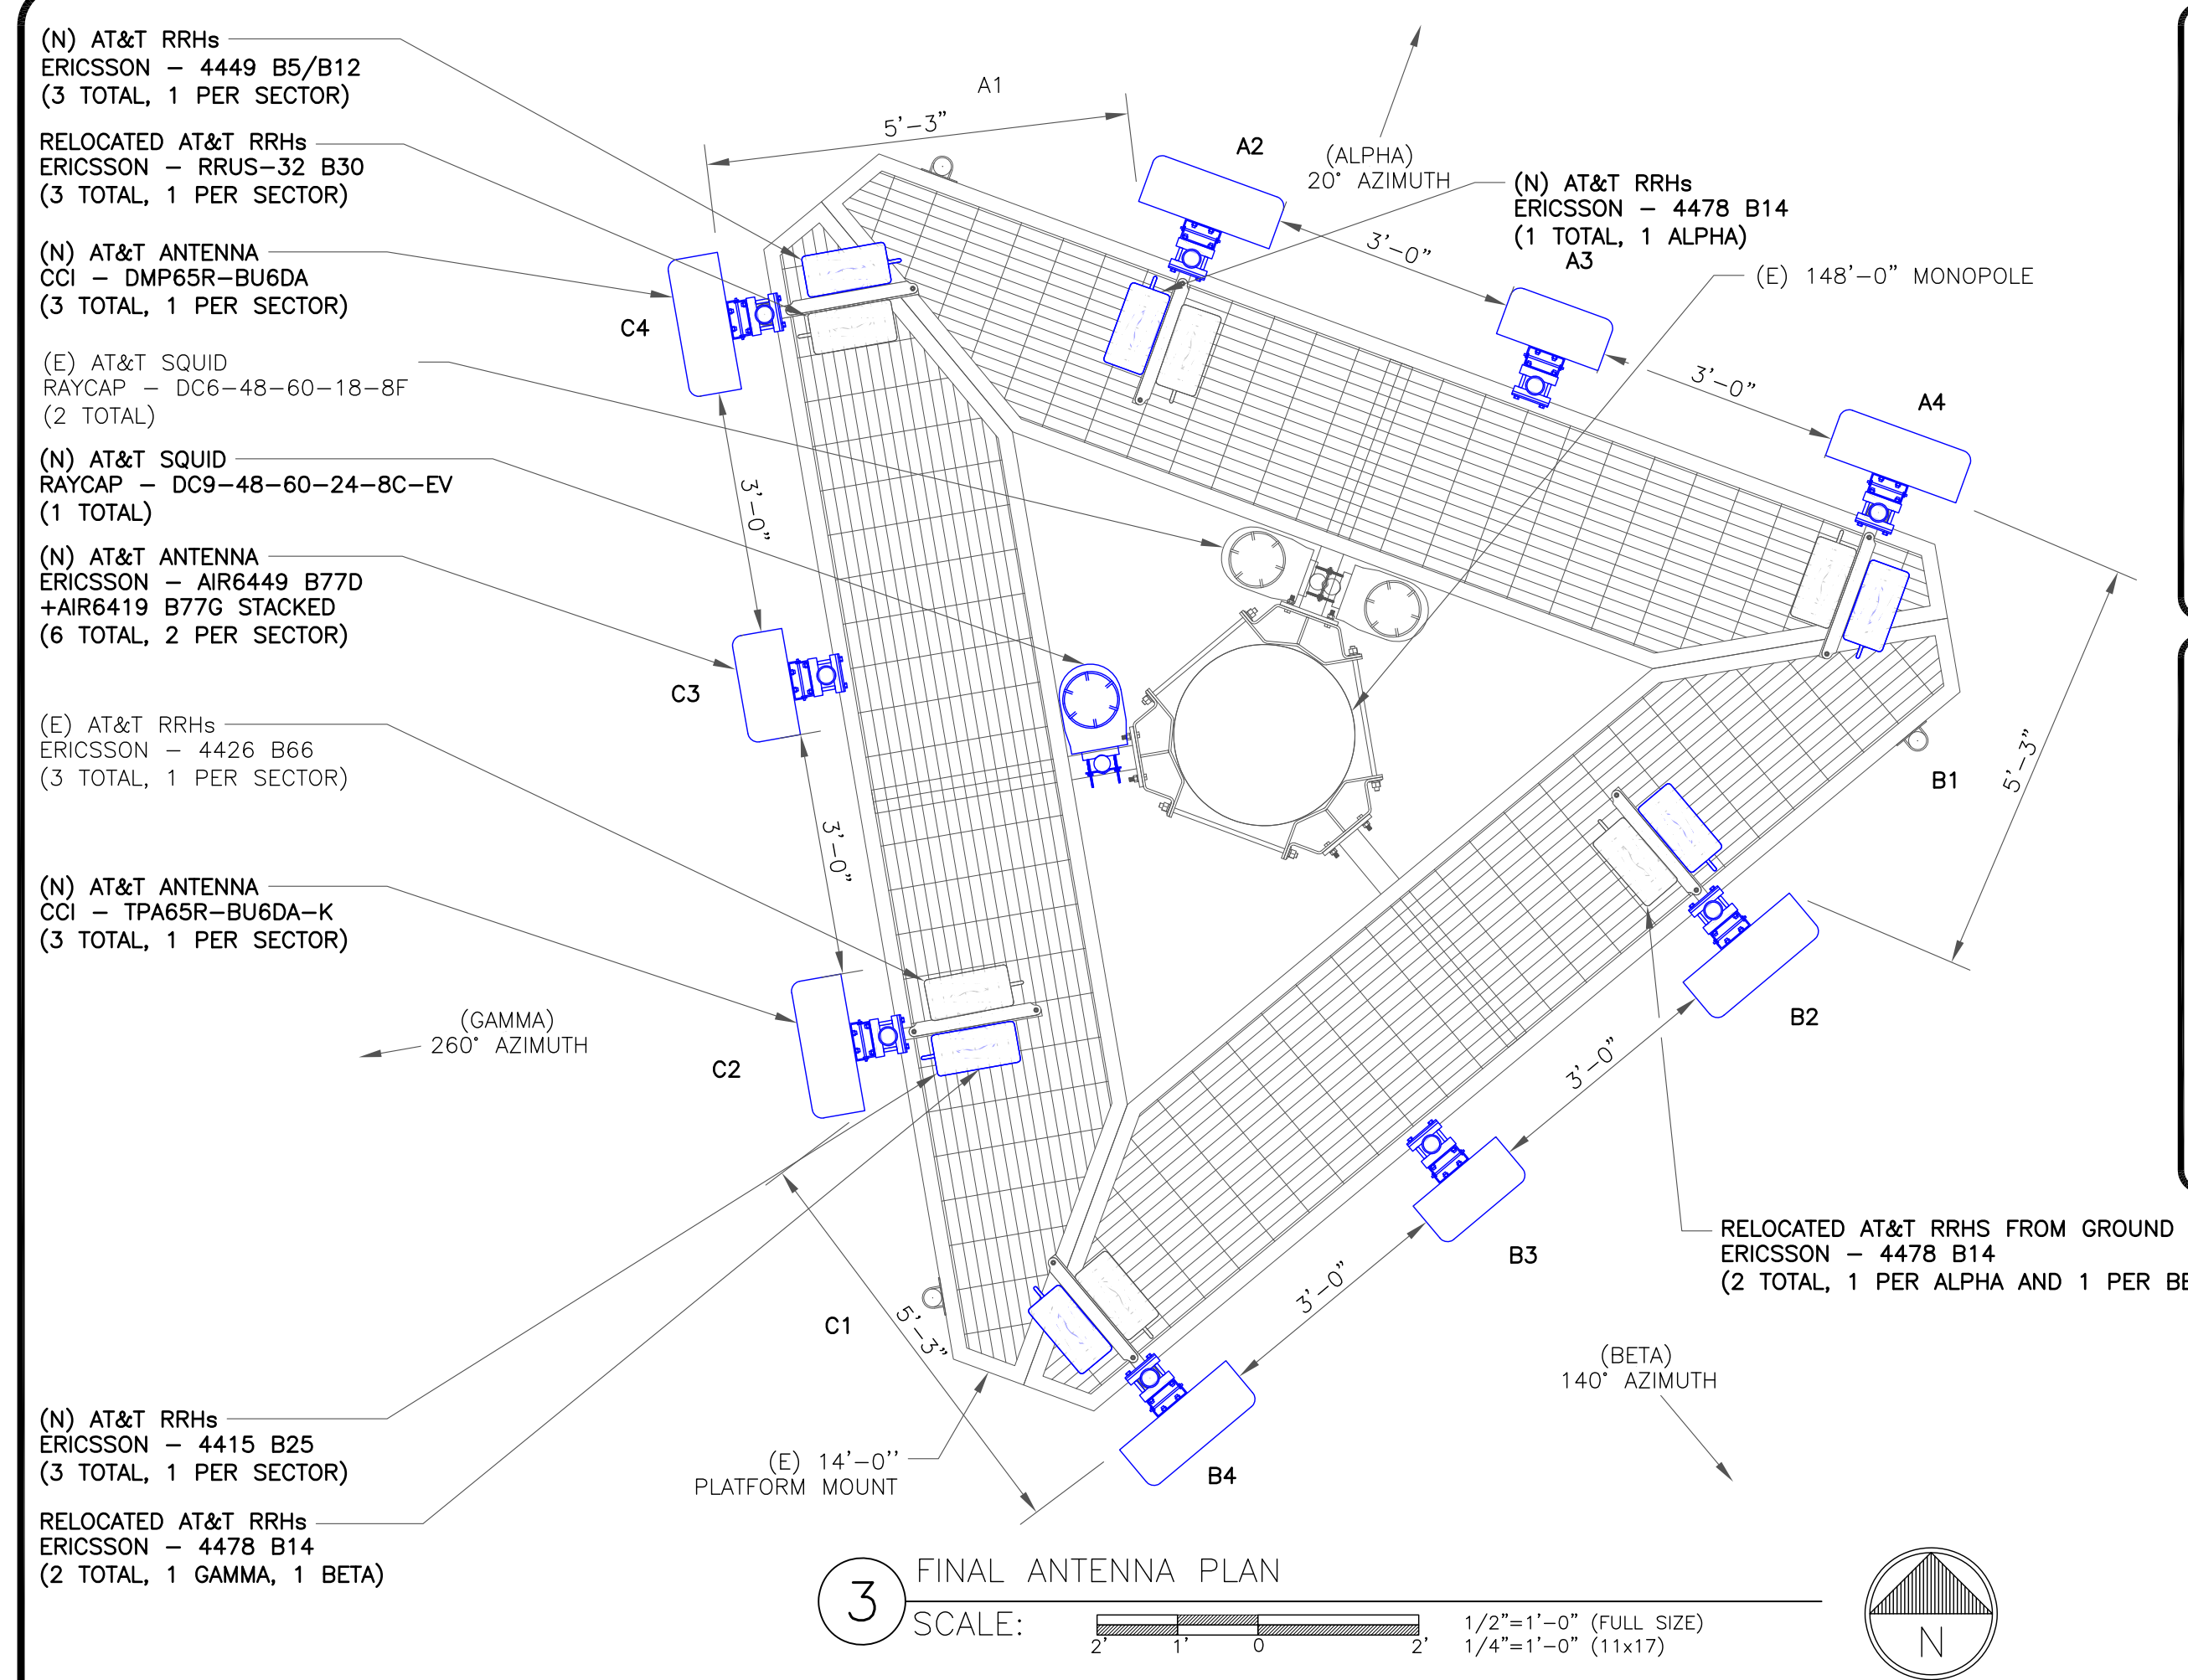 (N) AT&T RRHs
ERICSSON – 4449 B5/B12
(3 TOTAL, 1 PER SECTOR)
RELOCATED AT&T RRHs
ERICSSON – RRUS–32 B30
(3 TOTAL, 1 PER SECTOR)
(N) AT&T ANTENNA
CCI – DMP65R–BU6DA
(3 TOTAL, 1 PER SECTOR)
(E) AT&T SQUID
RAYCAP – DC6–48–60–18–8F
(2 TOTAL)
(N) AT&T SQUID
RAYCAP – DC9–48–60–24–8C–EV
(1 TOTAL)
(N) AT&T ANTENNA
ERICSSON – AIR6449 B77D
+AIR6419 B77G STACKED
(6 TOTAL, 2 PER SECTOR)
(E) AT&T RRHs
ERICSSON – 4426 B66
(3 TOTAL, 1 PER SECTOR)
(N) AT&T ANTENNA
CCI – TPA65R–BU6DA–K
(3 TOTAL, 1 PER SECTOR)
(GAMMA)
260° AZIMUTH
(N) AT&T RRHs
ERICSSON – 4415 B25
(3 TOTAL, 1 PER SECTOR)
RELOCATED AT&T RRHs
ERICSSON – 4478 B14
(2 TOTAL, 1 GAMMA, 1 BETA)
A1
5'–3"
A2
(ALPHA)
20° AZIMUTH
(N) AT&T RRHs
ERICSSON – 4478 B14
(1 TOTAL, 1 ALPHA)
A3
(E) 148'–0" MONOPOLE
3'–0"
3'–0"
A4
C4
3'–0"
C3
3'–0"
C2
C1
5'–3"
B1
5'–3"
B2
3'–0"
B3
3'–0"
B4
RELOCATED AT&T RRHS FROM GROUND
ERICSSON – 4478 B14
(2 TOTAL, 1 PER ALPHA AND 1 PER BE
(BETA)
140° AZIMUTH
(E) 14'–0''
PLATFORM MOUNT
3
FINAL ANTENNA PLAN
SCALE:
2' 1' 0 2'
1/2"=1'–0" (FULL SIZE)
1/4"=1'–0" (11x17)
N